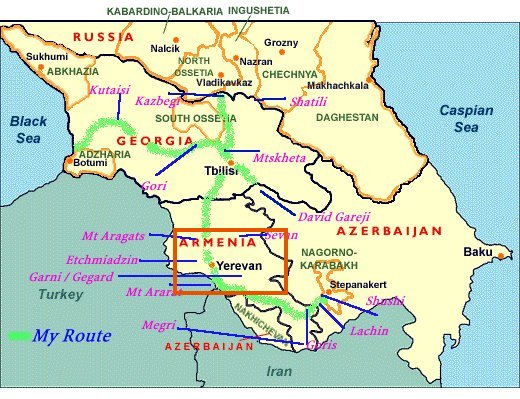 KABARDINO-BALKARIA
INGUSHETIA
RUSSIA
Sukhumi
Nalcik
Grozny
Nazran
ABKHAZIA
NORTH
OSSETIA
CHECHNYA
Vladikavkaz
Makhachkala
Kutaisi
Kazbegi
Shatili
Black
Sea
Caspian
Sea
SOUTH OSSETIA
DAGHESTAN
GEORGIA
ADZHARIA
Botumi
Mtskheta
Tbilisi
Gori
David Gareji
AZERBAIJAN
Mt Aragats
ARMENIA
Sevan
NAGORNO-
KARABAKH
Baku
Etchmiadzin
Yerevan
Garni / Gegard
Stepanakert
Turkey
Mt Ararat
Shushi
NAKHICHEVAN
My Route
Megri
Lachin
AZERBAIJAN
Goris
Iran